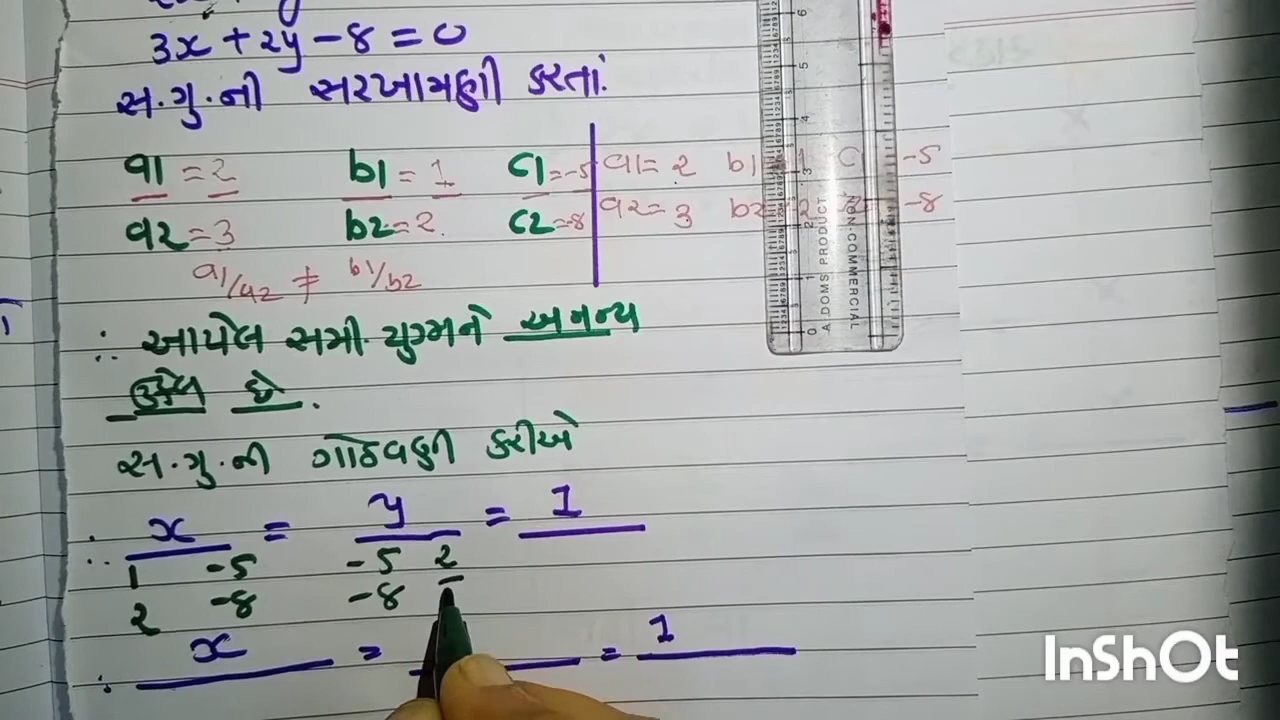 3x + 2y - 8 = 0
સ.ગુ.ની સરખામણી કરતાં
a1 = 2 b1 = 1 c1 = -5 a1 = 2 b1 1 C -5
a2 = 3 b2 = 2 c2 = -8 a2 = 3 b2 2 -8
a1/a2 ≠ b1/b2
∴ આપેલ સમી. યુગ્મને અનન્ય
ઉકેલ છે.
સ.ગુ.ની ગોઠવણી કરીએ
∴ x = y = 1
1 -5 -5 2
2 -8 -8
∴ x = = 1
A DOMS PRODUCT
NON-COMMERCIAL
InShOt